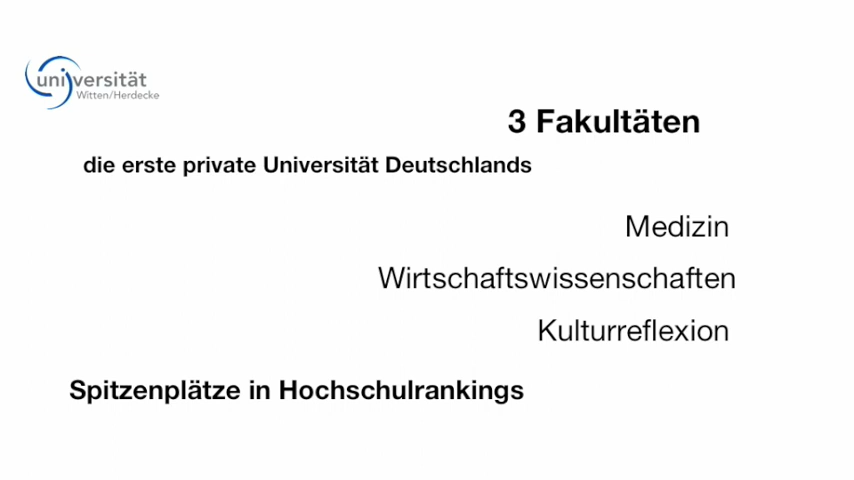 universität
Witten/Herdecke
3 Fakultäten
die erste private Universität Deutschlands
Medizin
Wirtschaftswissenschaften
Kulturreflexion
Spitzenplätze in Hochschulrankings